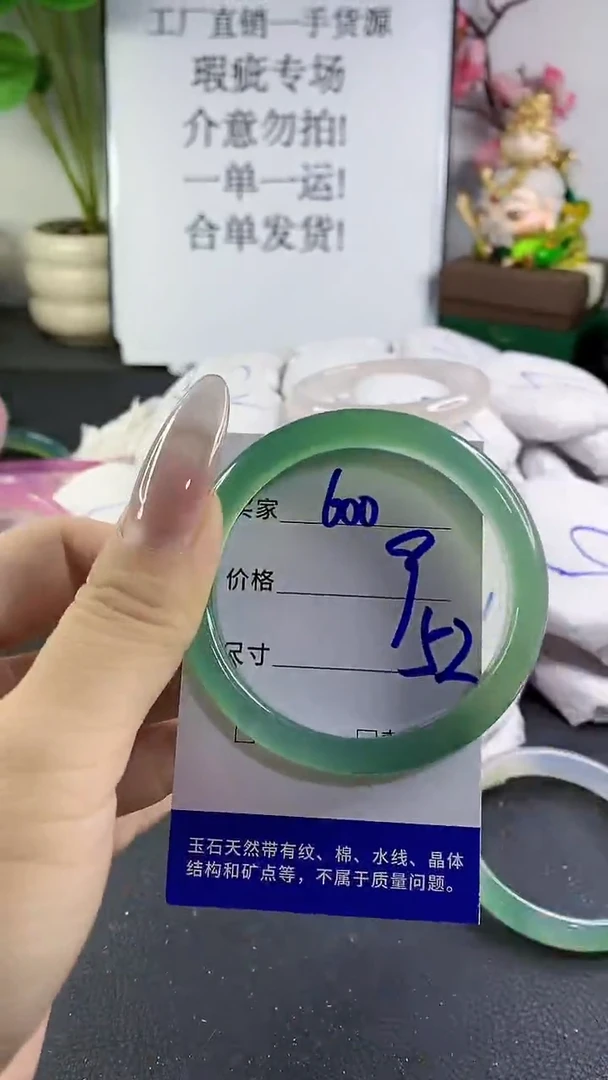 工厂直销一手货源
瑕疵专场
介意勿拍!
一单一运!
合单发货!
家 600
价格 9
尺寸 52
玉石天然带有纹、棉、水线、晶体
结构和矿点等，不属于质量问题。